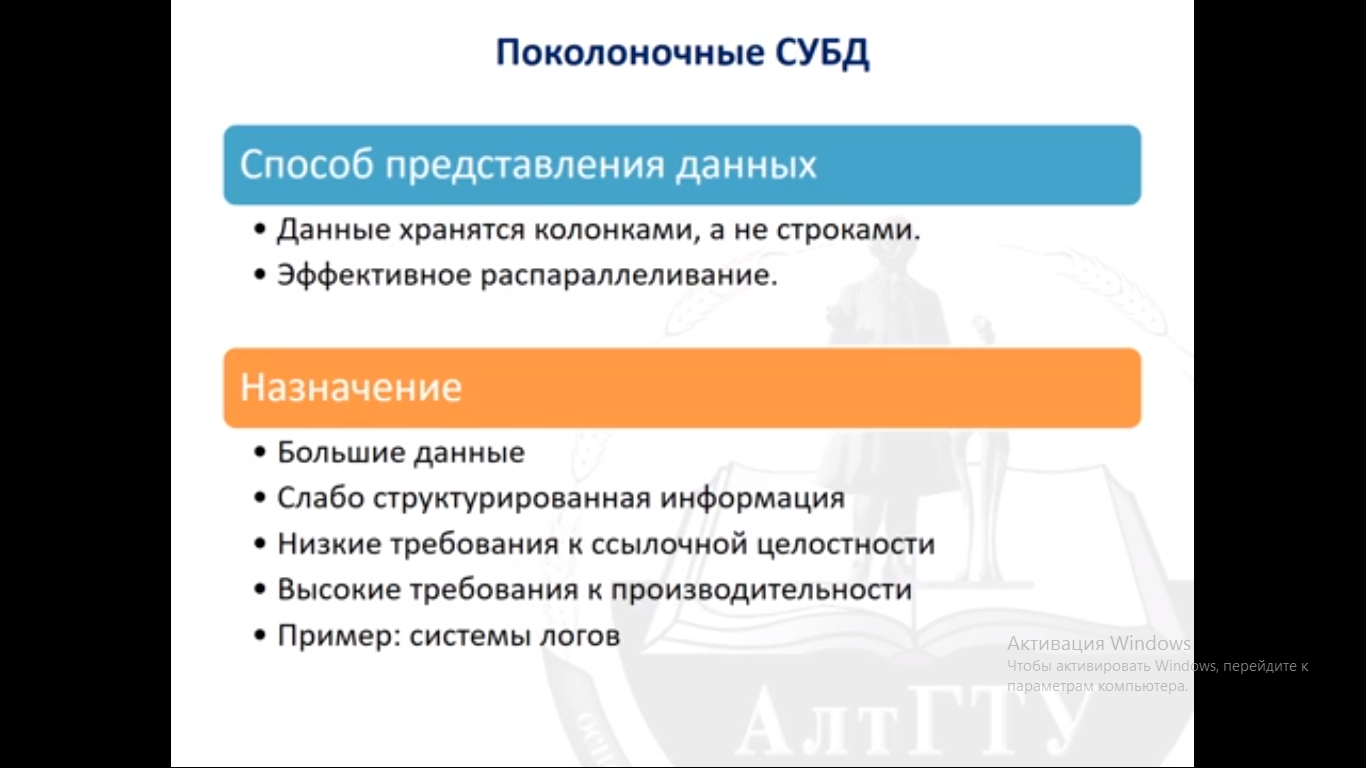 Поколоночные СУБД
Способ представления данных
• Данные хранятся колонками, а не строками.
• Эффективное распараллеливание.
Назначение
• Большие данные
• Слабо структурированная информация
• Низкие требования к ссылочной целостности
• Высокие требования к производительности
• Пример: системы логов
Активация Windows
Чтобы активировать Windows, перейдите к
параметрам компьютера.
АлтГТУ